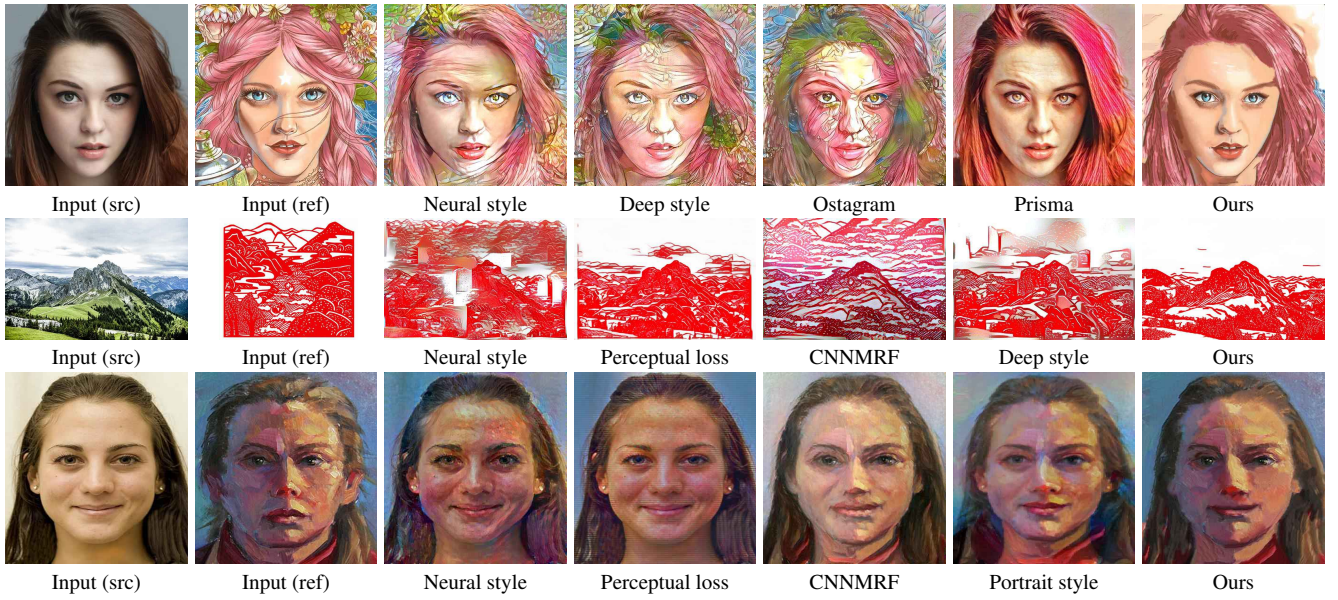 Input (src) Input (ref) Neural style Deep style Ostagram Prisma Ours
Input (src) Input (ref) Neural style Perceptual loss CNNMRF Deep style Ours
Input (src) Input (ref) Neural style Perceptual loss CNNMRF Portrait style Ours